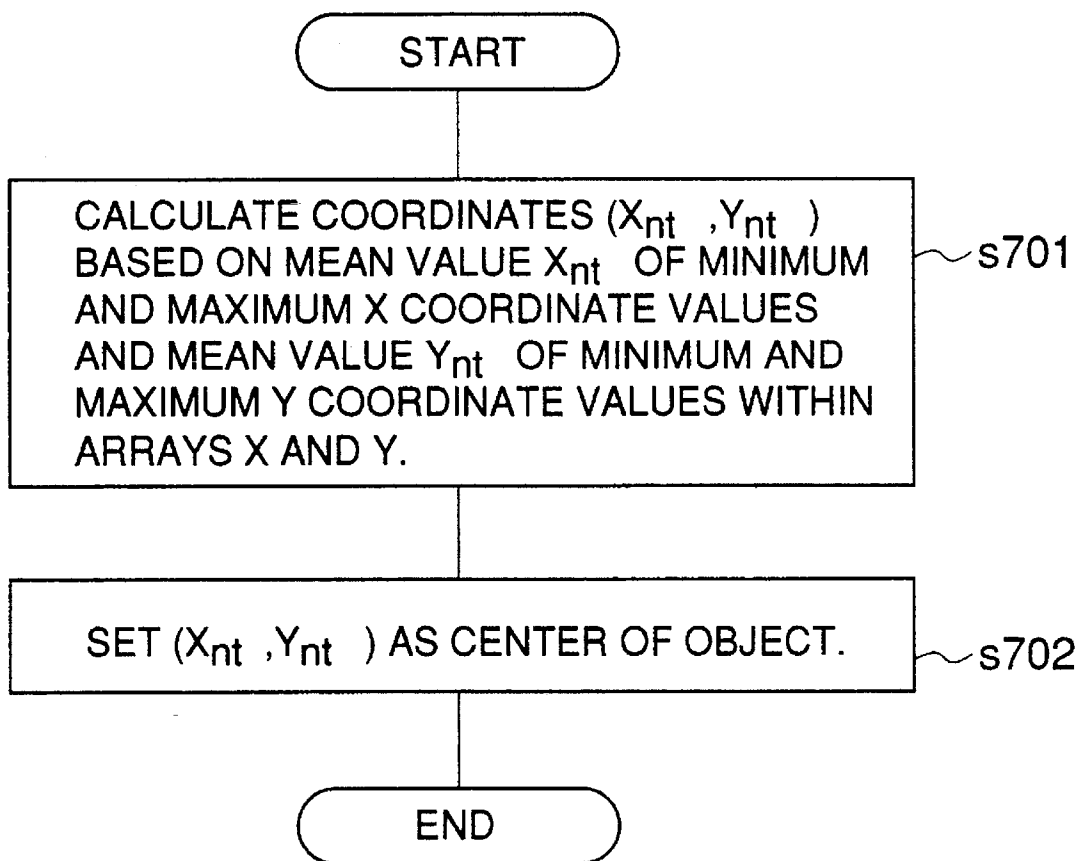 START
CALCULATE COORDINATES (Xnt ,Ynt )
BASED ON MEAN VALUE Xnt OF MINIMUM
AND MAXIMUM X COORDINATE VALUES
AND MEAN VALUE Ynt OF MINIMUM AND
MAXIMUM Y COORDINATE VALUES WITHIN
ARRAYS X AND Y.
s701
SET (Xnt ,Ynt ) AS CENTER OF OBJECT.
s702
END